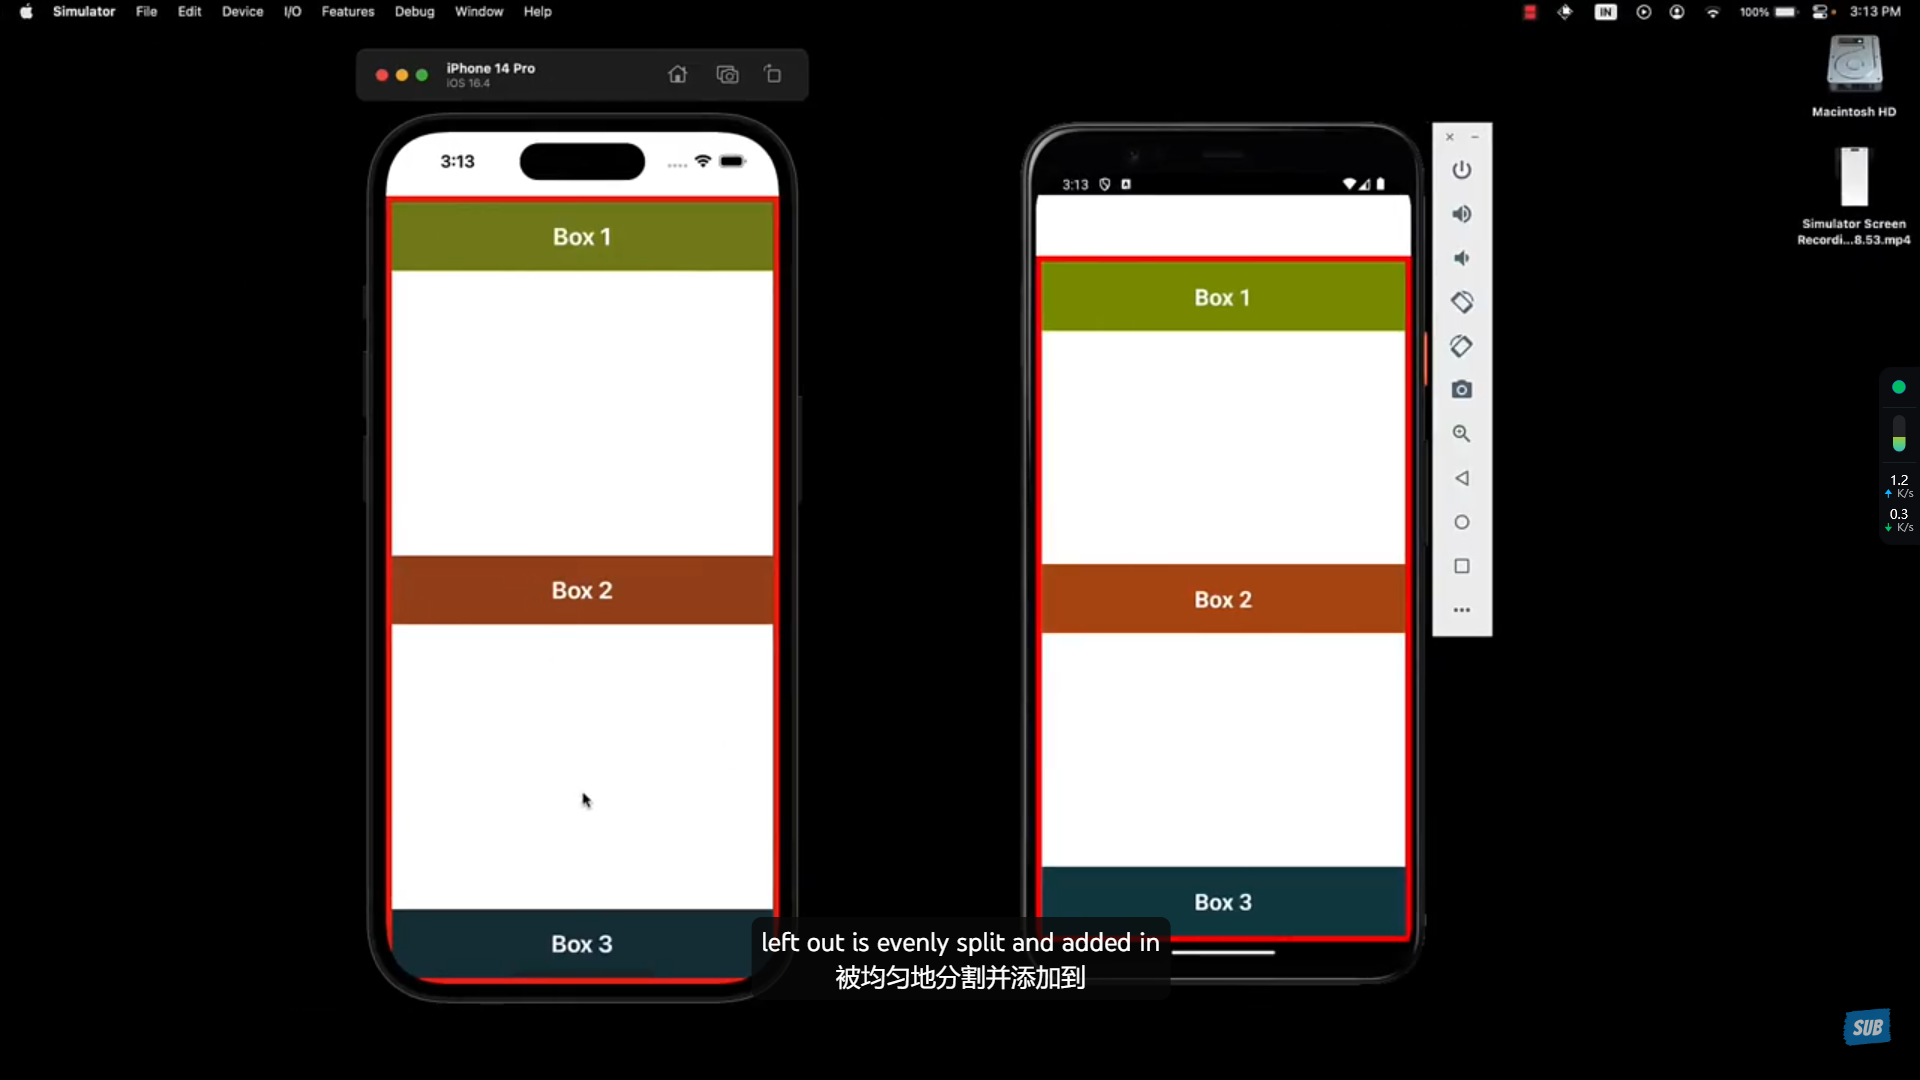 Simulator File Edit Device I/O Features Debug Window Help
IN 100% 3:13 PM
iPhone 14 Pro
iOS 16.4
Macintosh HD
Simulator Screen
Recordi...8.53.mp4
3:13
Box 1
Box 2
Box 3
3:13
Box 1
Box 2
Box 3
1.2
K/s
0.3
K/s
left out is evenly split and added in
被均匀地分割并添加到
SUB